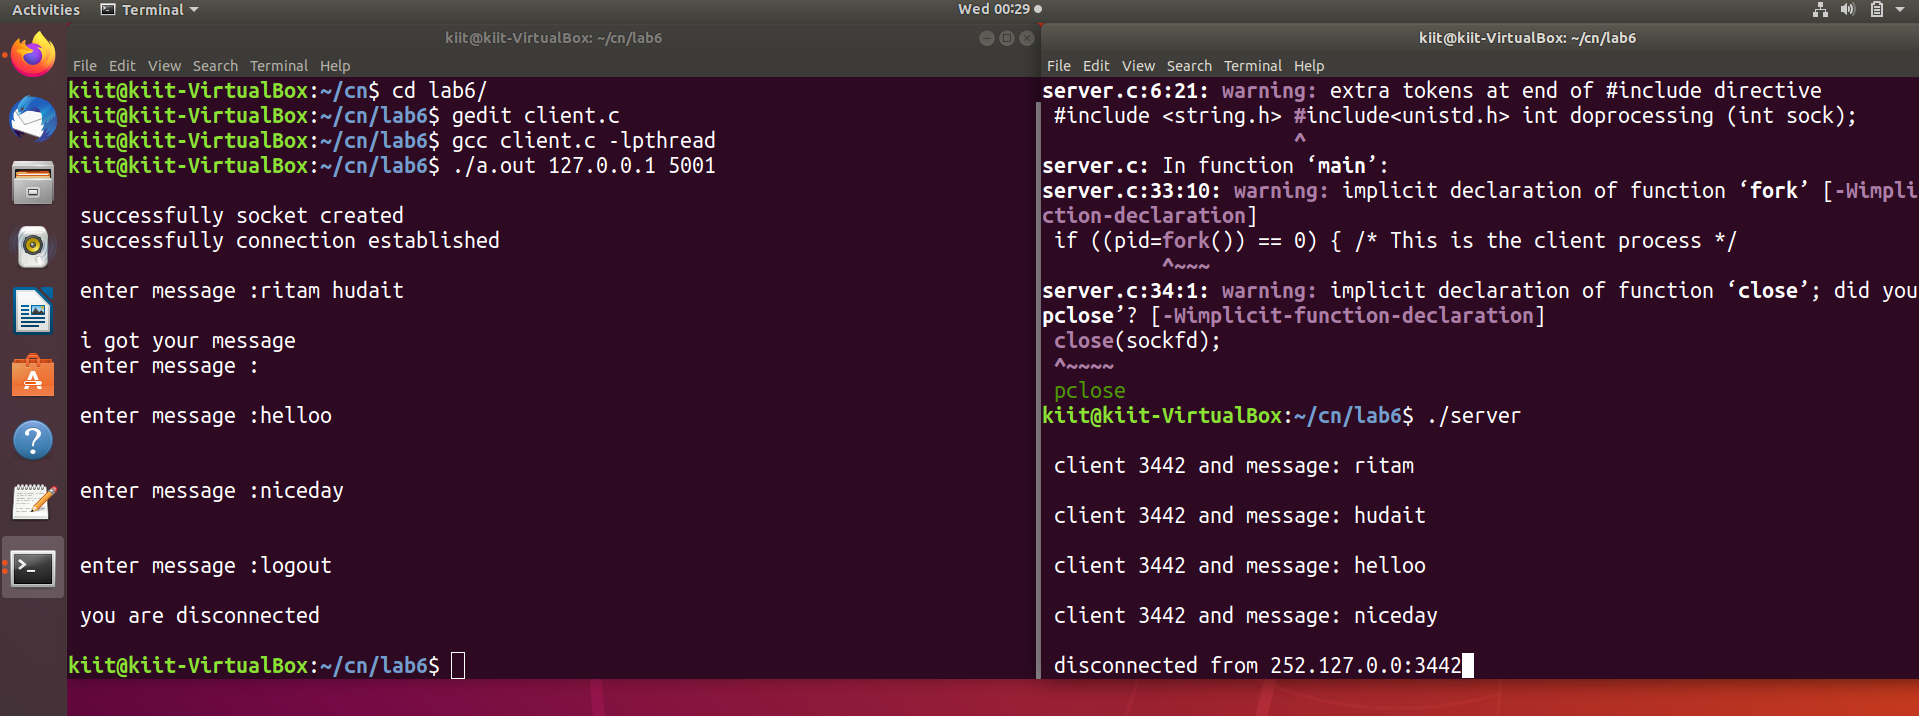 Activities Terminal Wed 00:29
kiit@kiit-VirtualBox: ~/cn/lab6
File Edit View Search Terminal Help
kiit@kiit-VirtualBox:~/cn$ cd lab6/
kiit@kiit-VirtualBox:~/cn/lab6$ gedit client.c
kiit@kiit-VirtualBox:~/cn/lab6$ gcc client.c -lpthread
kiit@kiit-VirtualBox:~/cn/lab6$ ./a.out 127.0.0.1 5001
successfully socket created
successfully connection established
enter message :ritam hudait
i got your message
enter message :
enter message :helloo
enter message :niceday
enter message :logout
you are disconnected
kiit@kiit-VirtualBox:~/cn/lab6$
kiit@kiit-VirtualBox: ~/cn/lab6
File Edit View Search Terminal Help
server.c:6:21: warning: extra tokens at end of #include directive
#include <string.h> #include<unistd.h> int doprocessing (int sock);
^
server.c: In function ‘main’:
server.c:33:10: warning: implicit declaration of function ‘fork’ [-Wimpli
ction-declaration]
if ((pid=fork()) == 0) { /* This is the client process */
^~~~
server.c:34:1: warning: implicit declaration of function ‘close’; did you
pclose’? [-Wimplicit-function-declaration]
close(sockfd);
^~~~~
pclose
kiit@kiit-VirtualBox:~/cn/lab6$ ./server
client 3442 and message: ritam
client 3442 and message: hudait
client 3442 and message: helloo
client 3442 and message: niceday
disconnected from 252.127.0.0:3442